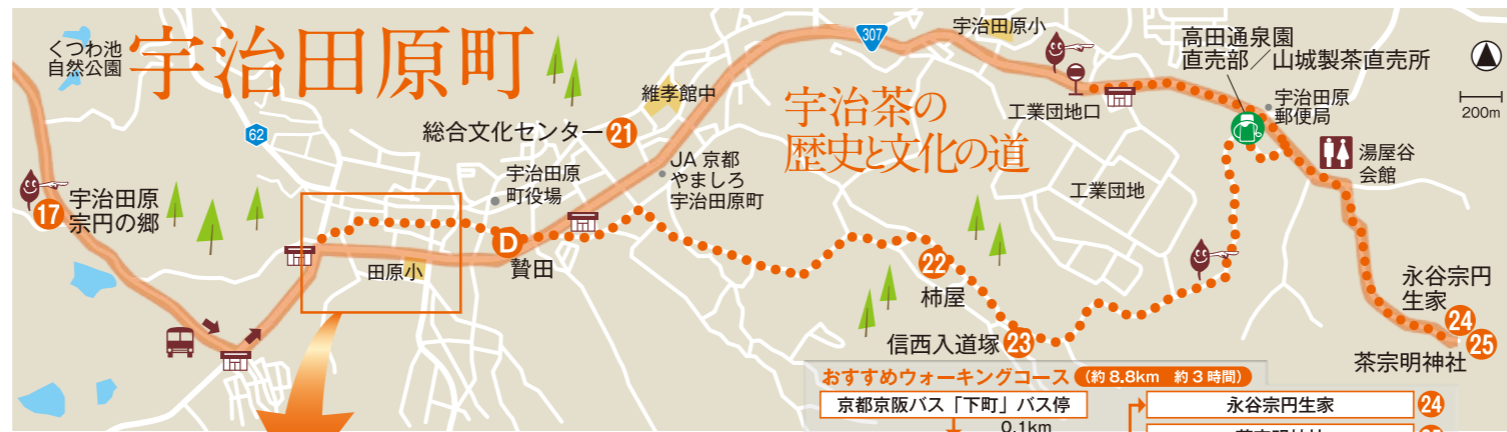 くつわ池
自然公園
宇治田原町
307
宇治田原小
高田通泉園
直売部／山城製茶直売所
維孝館中
宇治茶の
歴史と文化の道
工業団地口
宇治田原
郵便局
200m
62
総合文化センター 21
JA 京都
やましろ
宇治田原町
宇治田原
町役場
工業団地
湯屋谷
会館
17
宇治田原
宗円の郷
D
贄田
田原小
22
柿屋
信西入道塚 23
永谷宗円
生家
24
25
茶宗明神社
おすすめウォーキングコース （約8.8km 約3時間）
京都京阪バス「下町」バス停
0.1km
永谷宗円生家 24